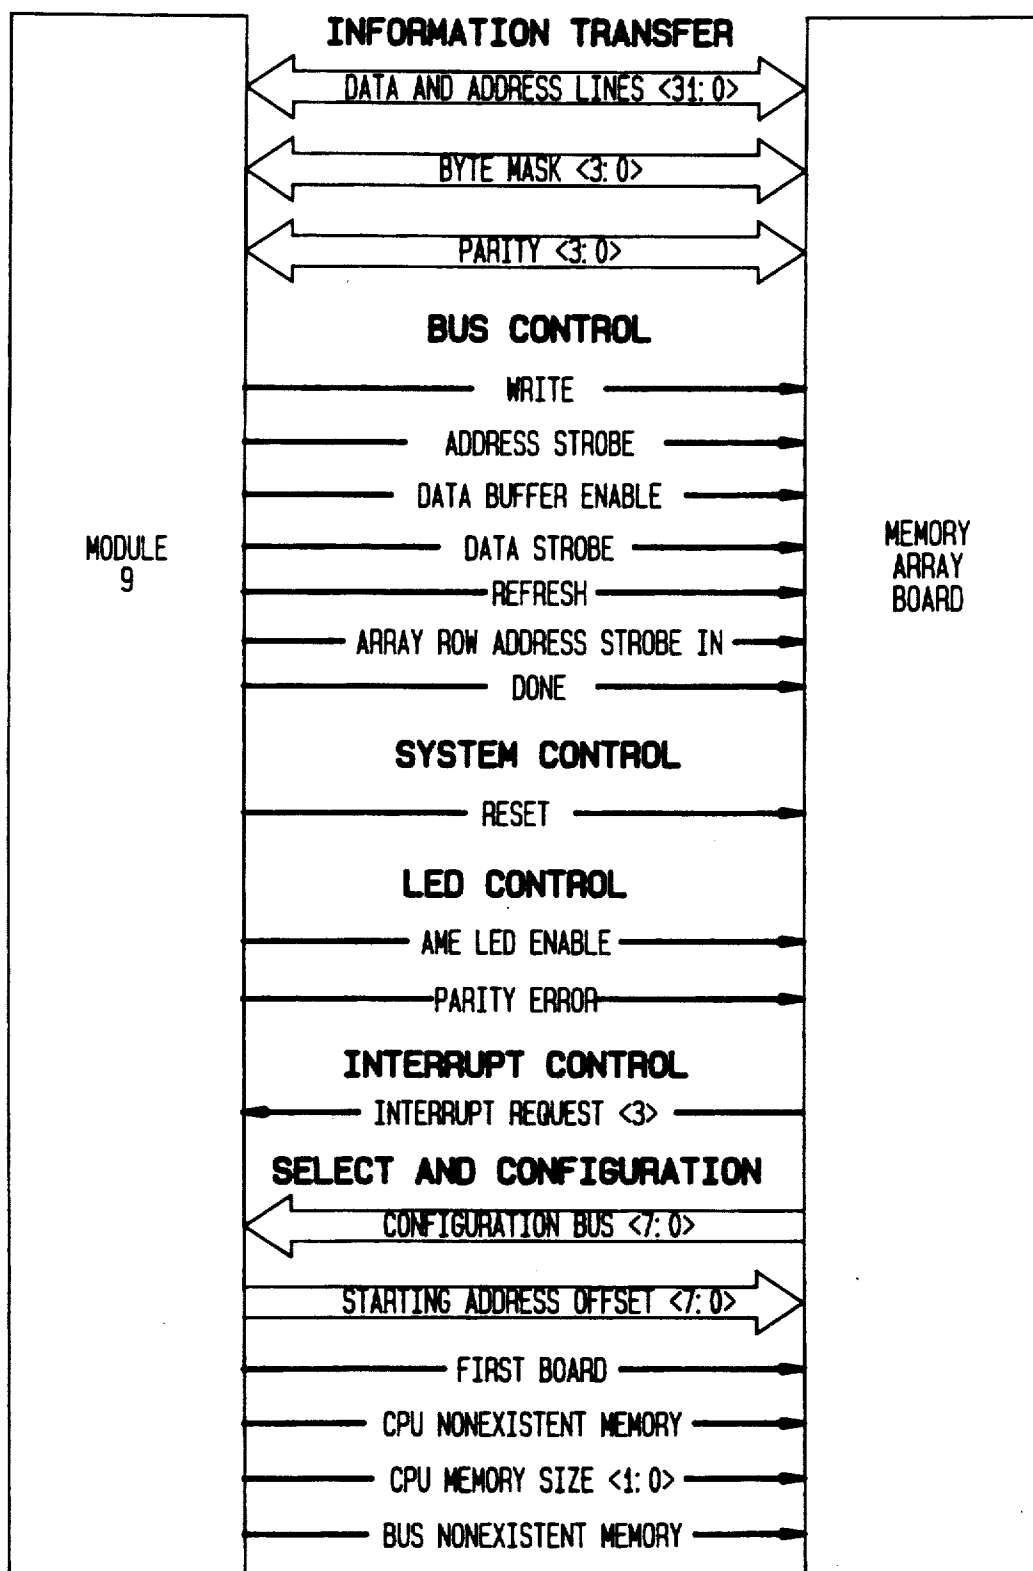 INFORMATION TRANSFER
DATA AND ADDRESS LINES <31:0>
BYTE MASK <3:0>
PARITY <3:0>
BUS CONTROL
WRITE
ADDRESS STROBE
DATA BUFFER ENABLE
MODULE
9
DATA STROBE
MEMORY
ARRAY
BOARD
REFRESH
ARRAY ROW ADDRESS STROBE IN
DONE
SYSTEM CONTROL
RESET
LED CONTROL
AME LED ENABLE
PARITY ERROR
INTERRUPT CONTROL
INTERRUPT REQUEST <3>
SELECT AND CONFIGURATION
CONFIGURATION BUS <7:0>
STARTING ADDRESS OFFSET <7:0>
FIRST BOARD
CPU NONEXISTENT MEMORY
CPU MEMORY SIZE <1:0>
BUS NONEXISTENT MEMORY